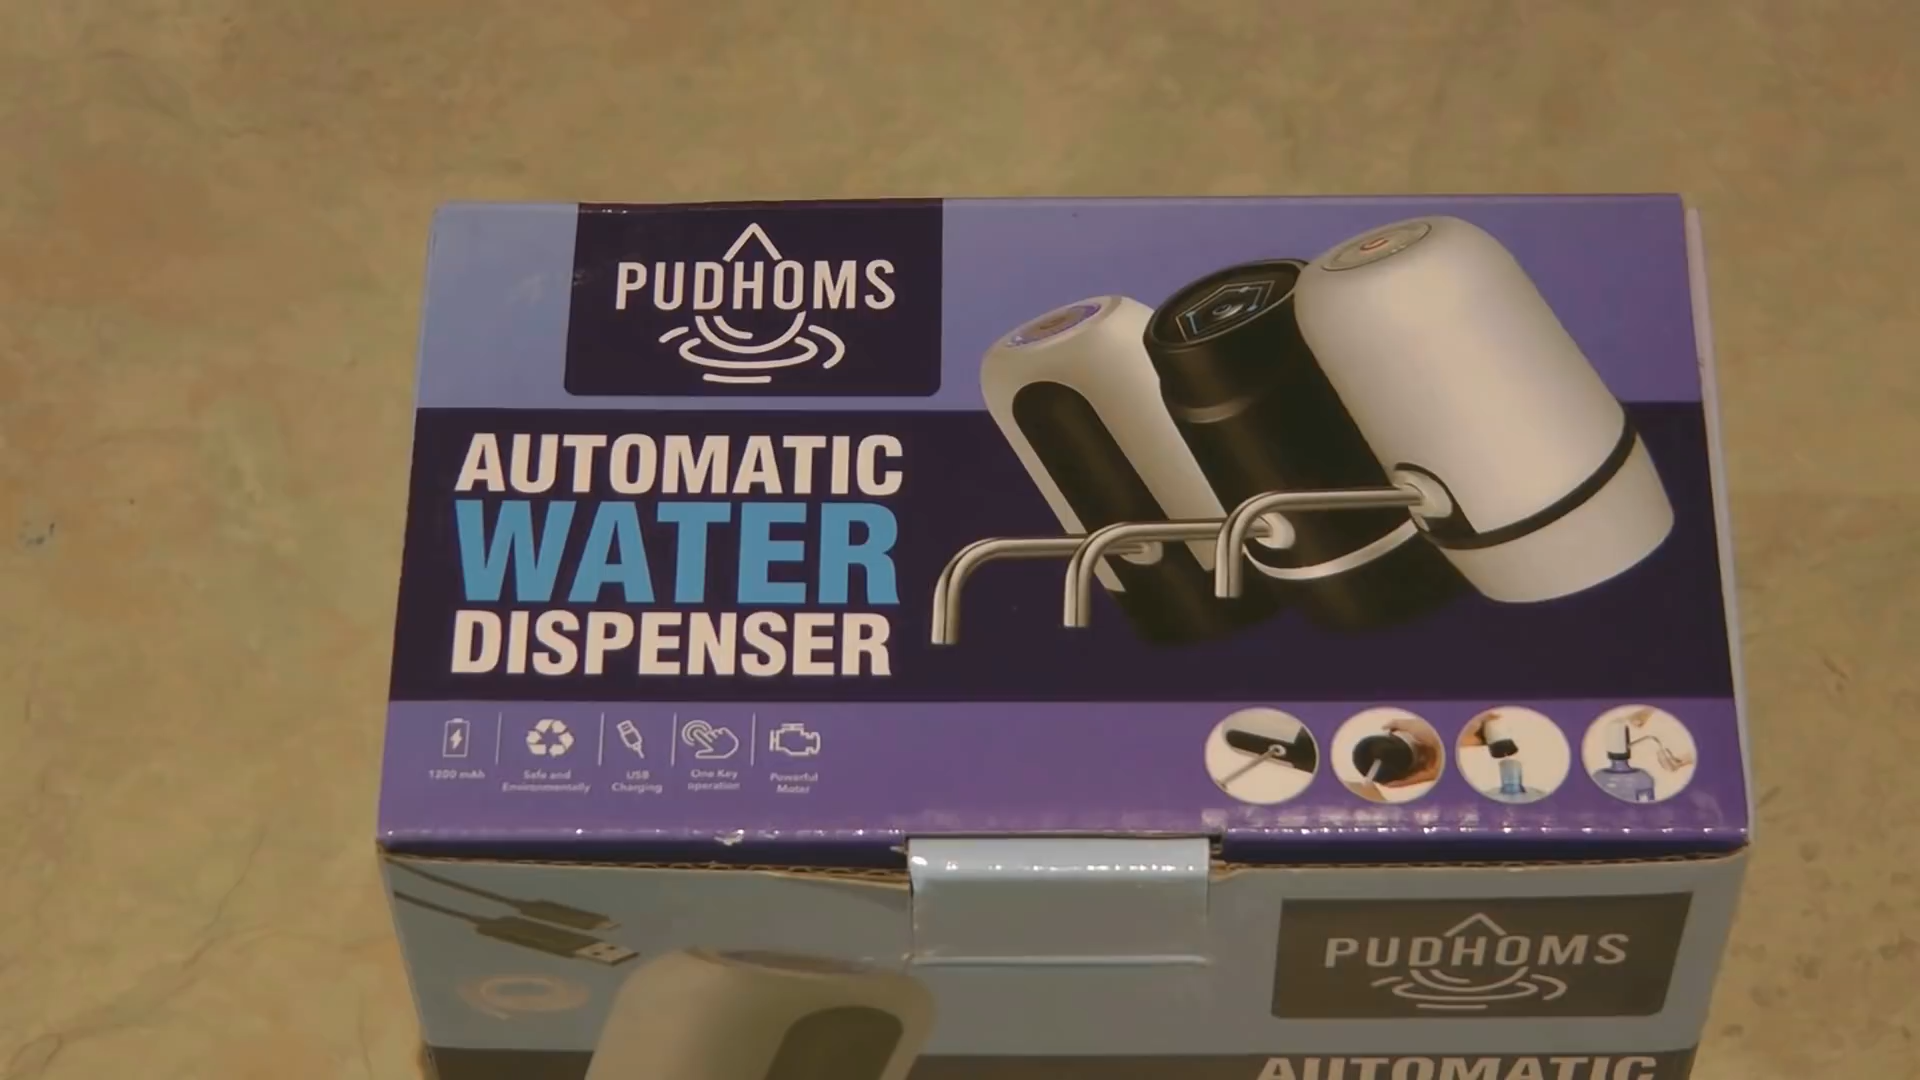 PUDHOMS
AUTOMATIC
WATER
DISPENSER
1200 mAh
Safe and
Environmentally
USB
Charging
One Key
operation
Powerful
Motor
PUDHOMS
AUTOMATIC